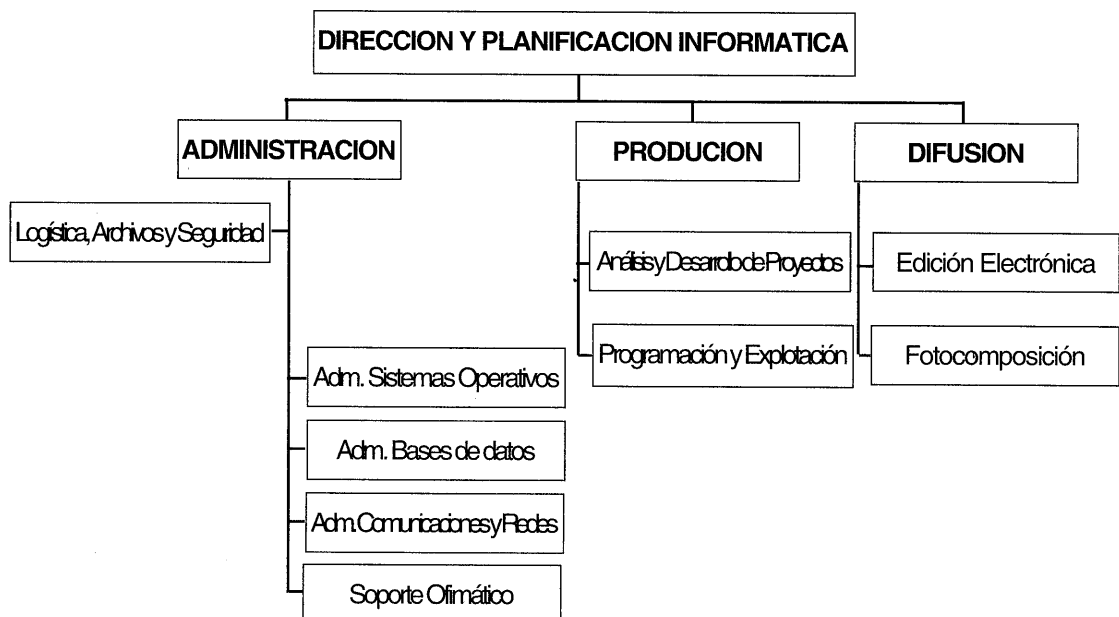 DIRECCION Y PLANIFICACION INFORMATICA
ADMINISTRACION
PRODUCION
DIFUSION
Logística, Archivos y Seguridad
Análisis y Desarrollo de Proyectos
Edición Electrónica
Programación y Explotación
Fotocomposición
Adm. Sistemas Operativos
Adm. Bases de datos
Adm. Comunicaciones y Redes
Soporte Ofimático